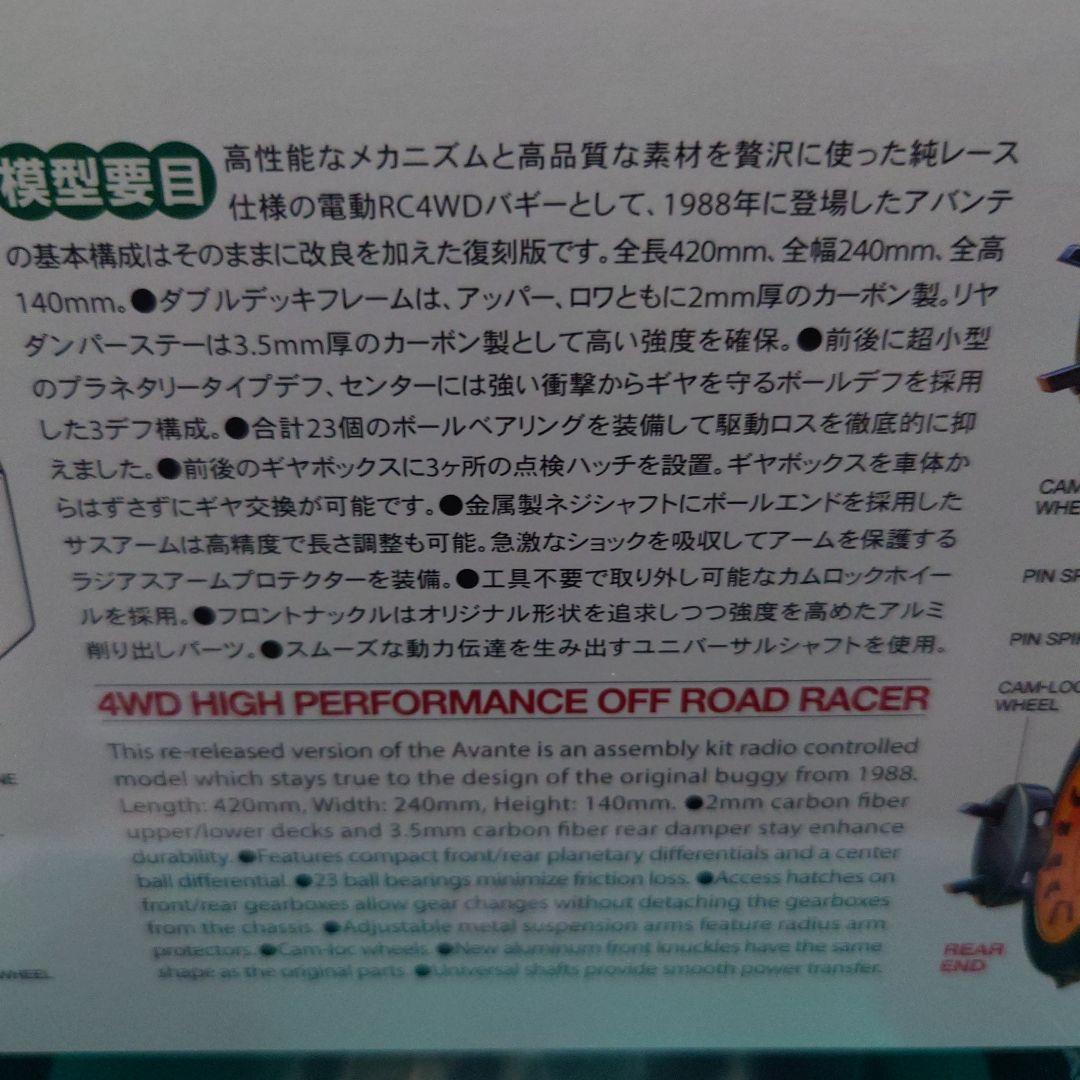 模型要目
高性能なメカニズムと高品質な素材を贅沢に使った純レース
仕様の電動RC4WDバギーとして、1988年に登場したアバンテ
の基本構成はそのままに改良を加えた復刻版です。全長420mm、全幅240mm、全高
140mm。●ダブルデッキフレームは、アッパー、ロワともに2mm厚のカーボン製。リヤ
ダンパーステーは3.5mm厚のカーボン製として高い強度を確保。●前後に超小型
のプラネタリータイプデフ、センターには強い衝撃からギヤを守るボールデフを採用
した3デフ構成。●合計23個のボールベアリングを装備して駆動ロスを徹底的に抑
えました。●前後のギヤボックスに3ヶ所の点検ハッチを設置。ギヤボックスを車体か
らはずさずにギヤ交換が可能です。●金属製ネジシャフトにボールエンドを採用した
サスアームは高精度で長さ調整も可能。急激なショックを吸収してアームを保護する
ラジアスアームプロテクターを装備。●工具不要で取り外し可能なカムロックホイー
ルを採用。●フロントナックルはオリジナル形状を追求しつつ強度を高めたアルミ
削り出しパーツ。●スムーズな動力伝達を生み出すユニバーサルシャフトを使用。
4WD HIGH PERFORMANCE OFF ROAD RACER
This re-released version of the Avante is an assembly kit radio controlled
model which stays true to the design of the original buggy from 1988.
Length: 420mm, Width: 240mm, Height: 140mm. ●2mm carbon fiber
upper/lower decks and 3.5mm carbon fiber rear damper stay enhance
durability. ●Features compact front/rear planetary differentials and a center
ball differential. ●23 ball bearings minimize friction loss. ●Access hatches on
front/rear gearboxes allow gear changes without detaching the gearboxes
from the chassis. ●Adjustable metal suspension arms feature radius arm
protectors. ●Cam-loc wheels. ●New aluminum front knuckles have the same
shape as the original parts. ●Universal shafts provide smooth power transfer.
CAM
WHE
PIN SP
PIN SPI
CAM-LOC
WHEEL
REAR
END
NE
WHEEL